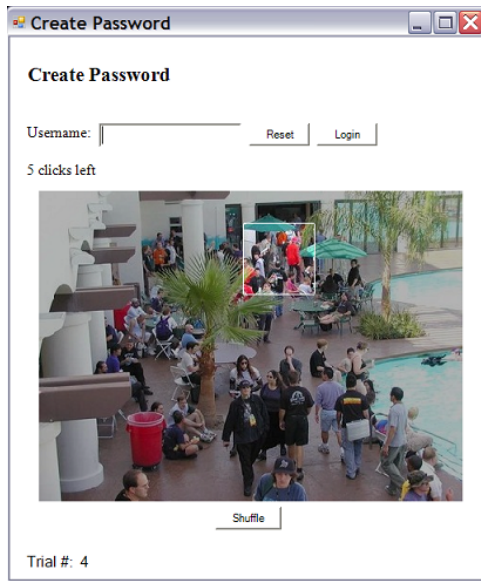 Create Password
Create Password
Username: Reset Login
5 clicks left
Shuffle
Trial #: 4